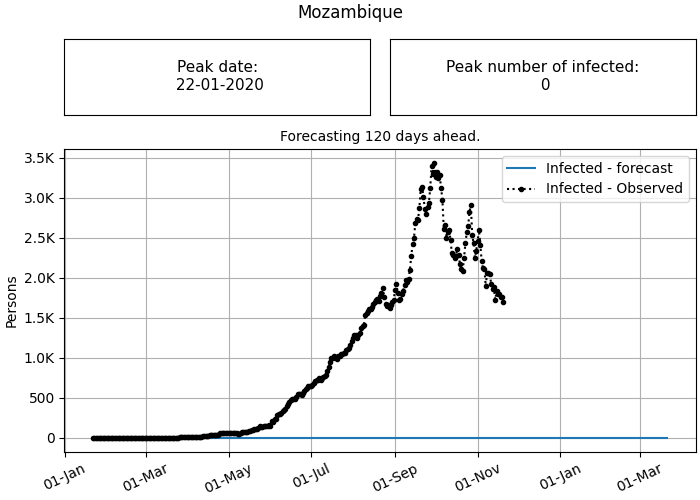 Mozambique
Peak date:
22-01-2020
Peak number of infected:
0
Forecasting 120 days ahead.
Infected - forecast
Infected - Observed
3.5K
3.0K
2.5K
2.0K
1.5K
1.0K
500
0
Persons
01-Jan 01-Mar 01-May 01-Jul 01-Sep 01-Nov 01-Jan 01-Mar